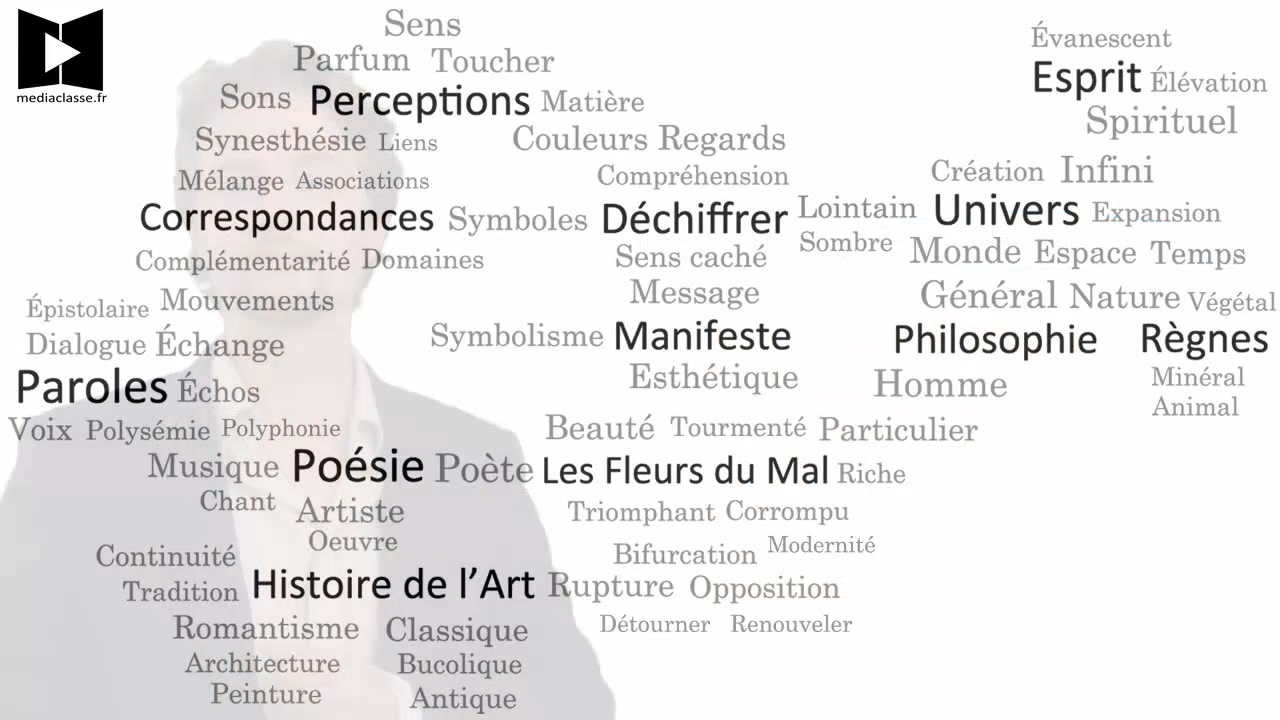 mediaclasse.fr
Sens
Parfum Toucher
Sons Perceptions Matière
Synesthésie Liens
Mélange Associations
Correspondances Symboles
Complémentarité Domaines
Mouvements
Couleurs Regards
Compréhension
Déchiffrer
Sens caché
Message
Évanescent
Esprit Élévation
Spirituel
Création Infini
Lointain Univers Expansion
Sombre Monde Espace Temps
Général Nature Végétal
Philosophie Règnes
Homme
Minéral
Animal
Symbolisme Manifeste
Esthétique
Épistolaire
Dialogue Échange
Paroles Échos
Voix Polysémie Polyphonie
Musique Poésie Poète
Chant Artiste
Oeuvre
Beauté Tourmenté Particulier
Les Fleurs du Mal Riche
Triomphant Corrompu
Bifurcation Modernité
Continuité
Tradition Histoire de l’Art Rupture Opposition
Détourner Renouveler
Romantisme Classique
Architecture Bucolique
Peinture Antique